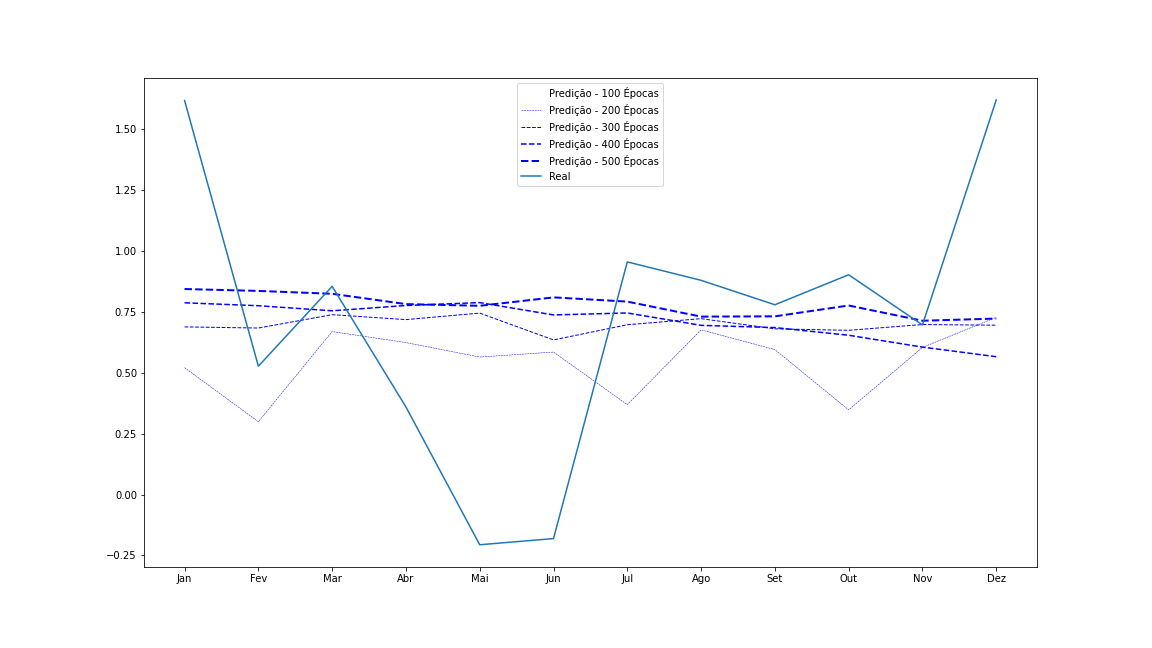 Predição - 100 Épocas
Predição - 200 Épocas
Predição - 300 Épocas
Predição - 400 Épocas
Predição - 500 Épocas
Real
1.50
1.25
1.00
0.75
0.50
0.25
0.00
−0.25
Jan Fev Mar Abr Mai Jun Jul Ago Set Out Nov Dez